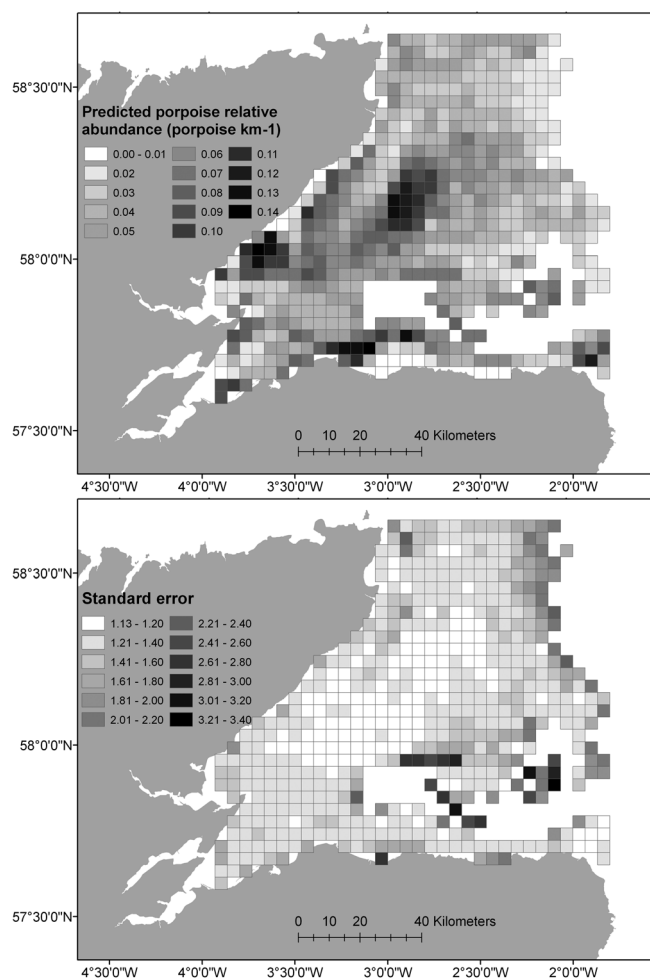 58°30'0"N
Predicted porpoise relative
abundance (porpoise km-1)
0.00 - 0.01 0.06 0.11
0.02 0.07 0.12
0.03 0.08 0.13
0.04 0.09 0.14
0.05 0.10
58°0'0"N
57°30'0"N
0 10 20 40 Kilometers
4°30'0"W 4°0'0"W 3°30'0"W 3°0'0"W 2°30'0"W 2°0'0"W
58°30'0"N
Standard error
1.13 - 1.20 2.21 - 2.40
1.21 - 1.40 2.41 - 2.60
1.41 - 1.60 2.61 - 2.80
1.61 - 1.80 2.81 - 3.00
1.81 - 2.00 3.01 - 3.20
2.01 - 2.20 3.21 - 3.40
58°0'0"N
57°30'0"N
0 10 20 40 Kilometers
4°30'0"W 4°0'0"W 3°30'0"W 3°0'0"W 2°30'0"W 2°0'0"W